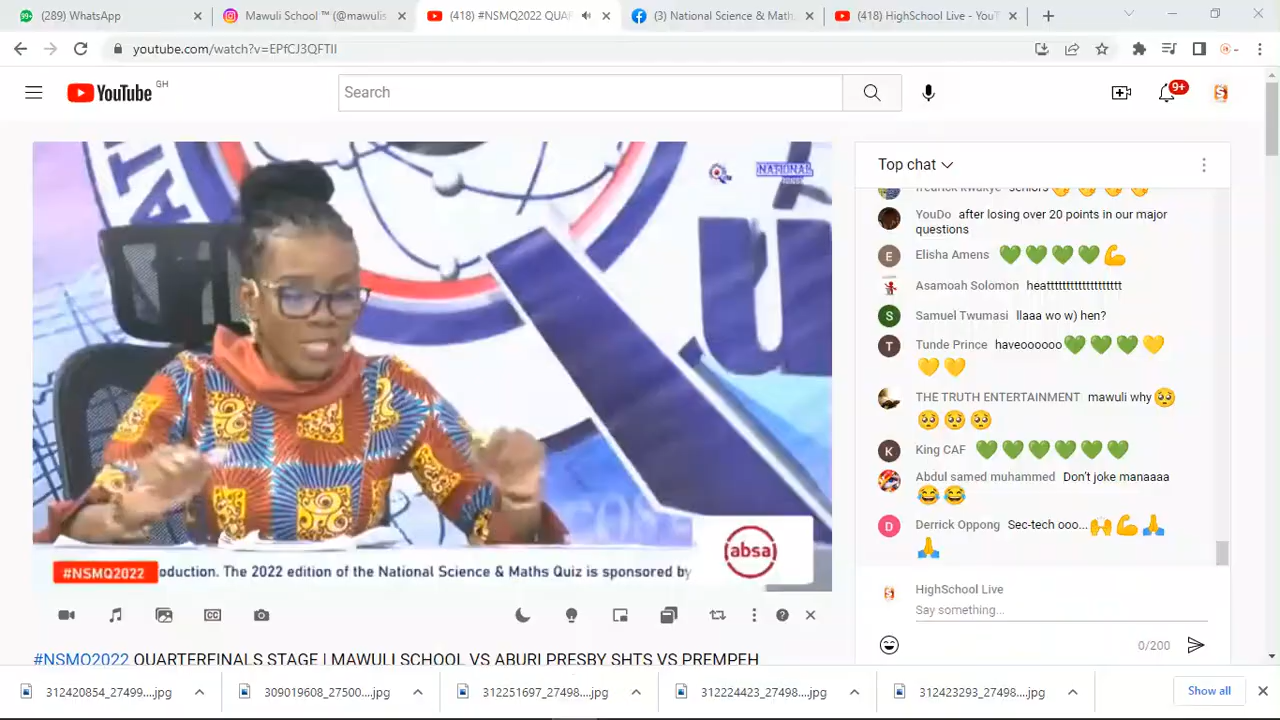 (289) WhatsApp
Mawuli School ™ (@mawulis
(418) #NSMQ2022 QUA
(3) National Science & Math.
(418) HighSchool Live - YouT
youtube.com/watch?v=EPfCJ3QFTII
YouTube GH
Search
9+
NATIONAL
absa
#NSMQ2022 oduction. The 2022 edition of the National Science & Maths Quiz is sponsored by
CC
#NSMQ2022 QUARTERFINALS STAGE | MAWULI SCHOOL VS ABURI PRESBY SHTS VS PREMPEH
Top chat
fredrick kwakye seniors
YouDo after losing over 20 points in our major
questions
Elisha Amens
Asamoah Solomon heattttttttttttttttttt
Samuel Twumasi llaaa wo w) hen?
Tunde Prince haveoooooo
THE TRUTH ENTERTAINMENT mawuli why
King CAF
Abdul samed muhammed Don't joke manaaaa
Derrick Oppong Sec-tech ooo...
HighSchool Live
Say something...
0/200
312420854_27499....jpg
309019608_27500....jpg
312251697_27498....jpg
312224423_27498....jpg
312423293_27498....jpg
Show all